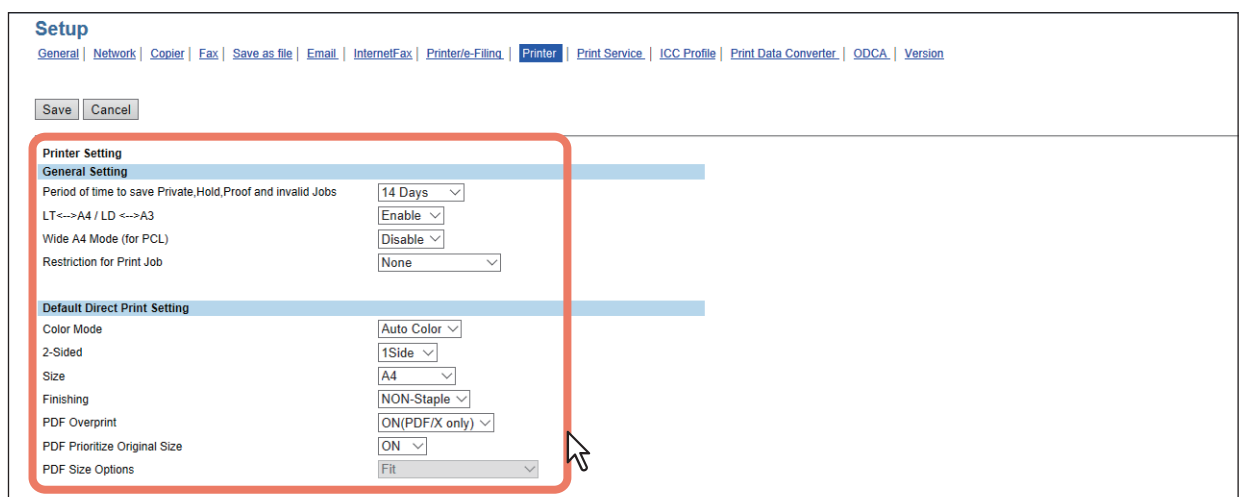 Setup
General | Network | Copier | Fax | Save as file | Email | InternetFax | Printer/e-Filing | Printer | Print Service | ICC Profile | Print Data Converter | ODCA | Version
Save Cancel
Printer Setting
General Setting
Period of time to save Private,Hold,Proof and invalid Jobs 14 Days
LT<-->A4 / LD <-->A3 Enable
Wide A4 Mode (for PCL) Disable
Restriction for Print Job None
Default Direct Print Setting
Color Mode Auto Color
2-Sided 1Side
Size A4
Finishing NON-Staple
PDF Overprint ON(PDF/X only)
PDF Prioritize Original Size ON
PDF Size Options Fit